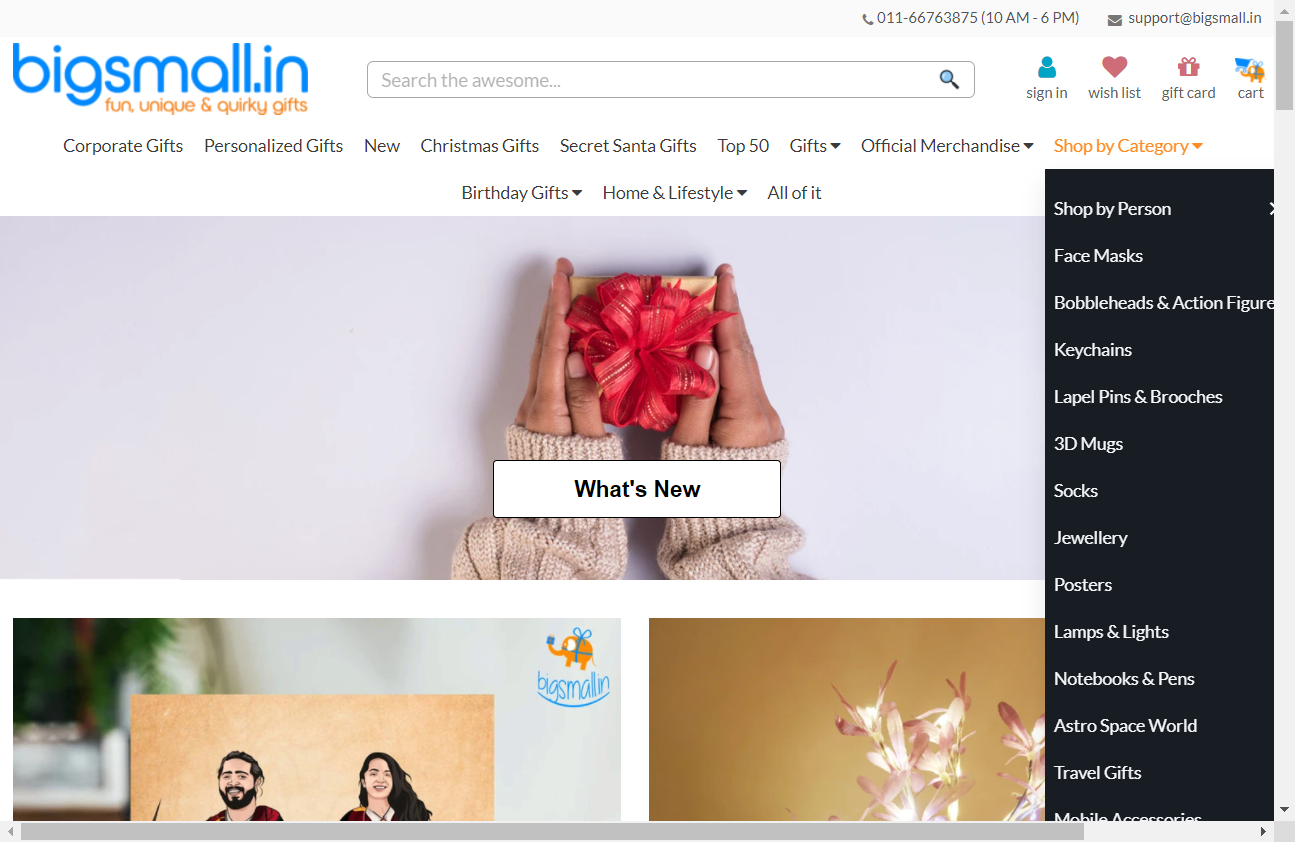 011-66763875 (10 AM - 6 PM) support@bigsmall.in
bigsmall.in
fun, unique & quirky gifts
Search the awesome...
sign in wish list gift card cart
Corporate Gifts Personalized Gifts New Christmas Gifts Secret Santa Gifts Top 50 Gifts Official Merchandise Shop by Category
Birthday Gifts Home & Lifestyle All of it
Shop by Person
Face Masks
Bobbleheads & Action Figure
Keychains
Lapel Pins & Brooches
3D Mugs
Socks
Jewellery
Posters
Lamps & Lights
Notebooks & Pens
Astro Space World
Travel Gifts
Mobile Accessories
What's New
bigsmall.in